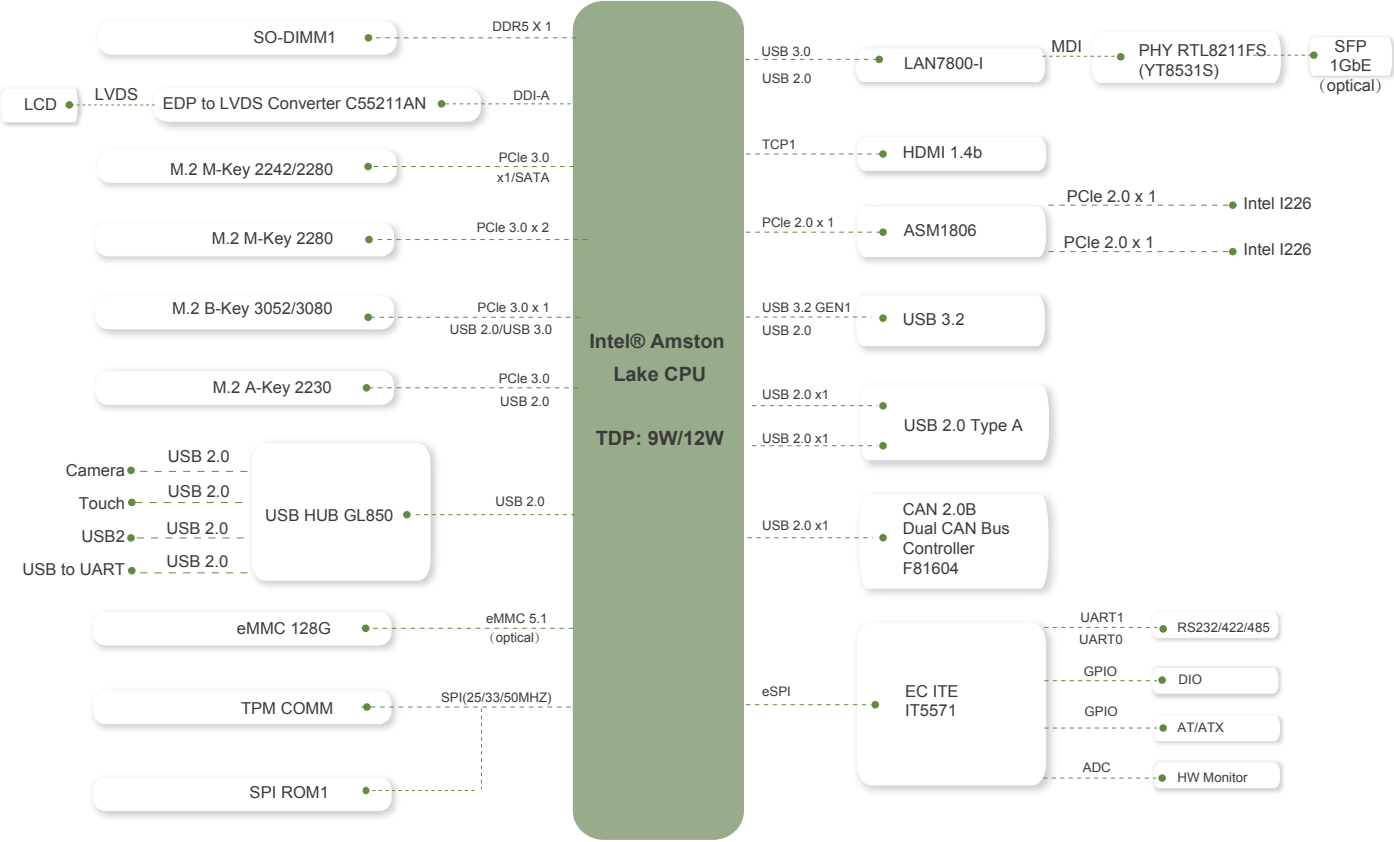 SO-DIMM1
DDR5 X 1
LCD
LVDS
EDP to LVDS Converter C55211AN
DDI-A
M.2 M-Key 2242/2280
PCle 3.0
x1/SATA
M.2 M-Key 2280
PCle 3.0 x 2
M.2 B-Key 3052/3080
PCle 3.0 x 1
USB 2.0/USB 3.0
M.2 A-Key 2230
PCle 3.0
USB 2.0
Camera
USB 2.0
Touch
USB 2.0
USB2
USB 2.0
USB to UART
USB 2.0
USB HUB GL850
USB 2.0
eMMC 128G
eMMC 5.1
（optical）
TPM COMM
SPI(25/33/50MHZ)
SPI ROM1
Intel® Amston
Lake CPU
TDP: 9W/12W
USB 3.0
USB 2.0
LAN7800-I
MDI
PHY RTL8211FS
(YT8531S)
SFP
1GbE
（optical）
TCP1
HDMI 1.4b
PCle 2.0 x 1
ASM1806
PCle 2.0 x 1
Intel I226
PCle 2.0 x 1
Intel I226
USB 3.2 GEN1
USB 2.0
USB 3.2
USB 2.0 x1
USB 2.0 x1
USB 2.0 Type A
USB 2.0 x1
CAN 2.0B
Dual CAN Bus
Controller
F81604
eSPI
EC ITE
IT5571
UART1
UART0
RS232/422/485
GPIO
DIO
GPIO
AT/ATX
ADC
HW Monitor